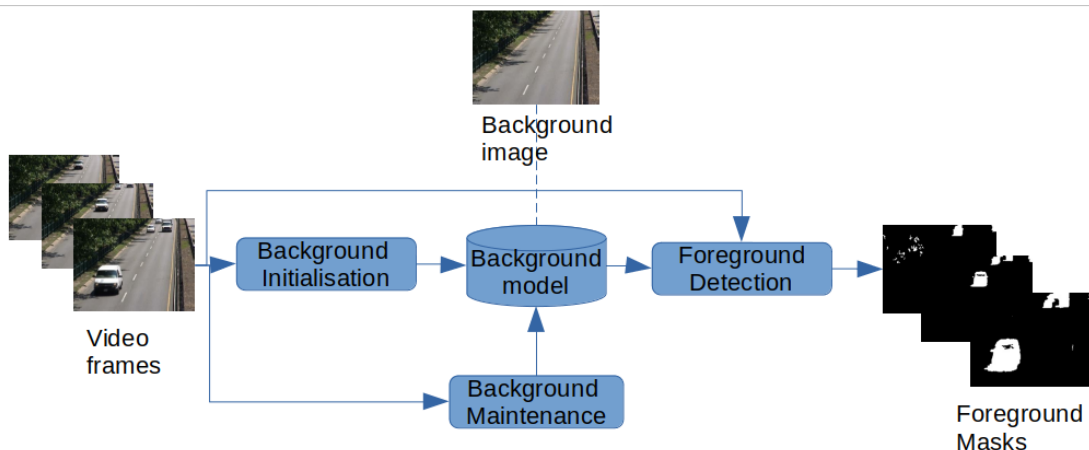 Background
image
Background
Initialisation
Background
model
Foreground
Detection
Video
frames
Background
Maintenance
Foreground
Masks